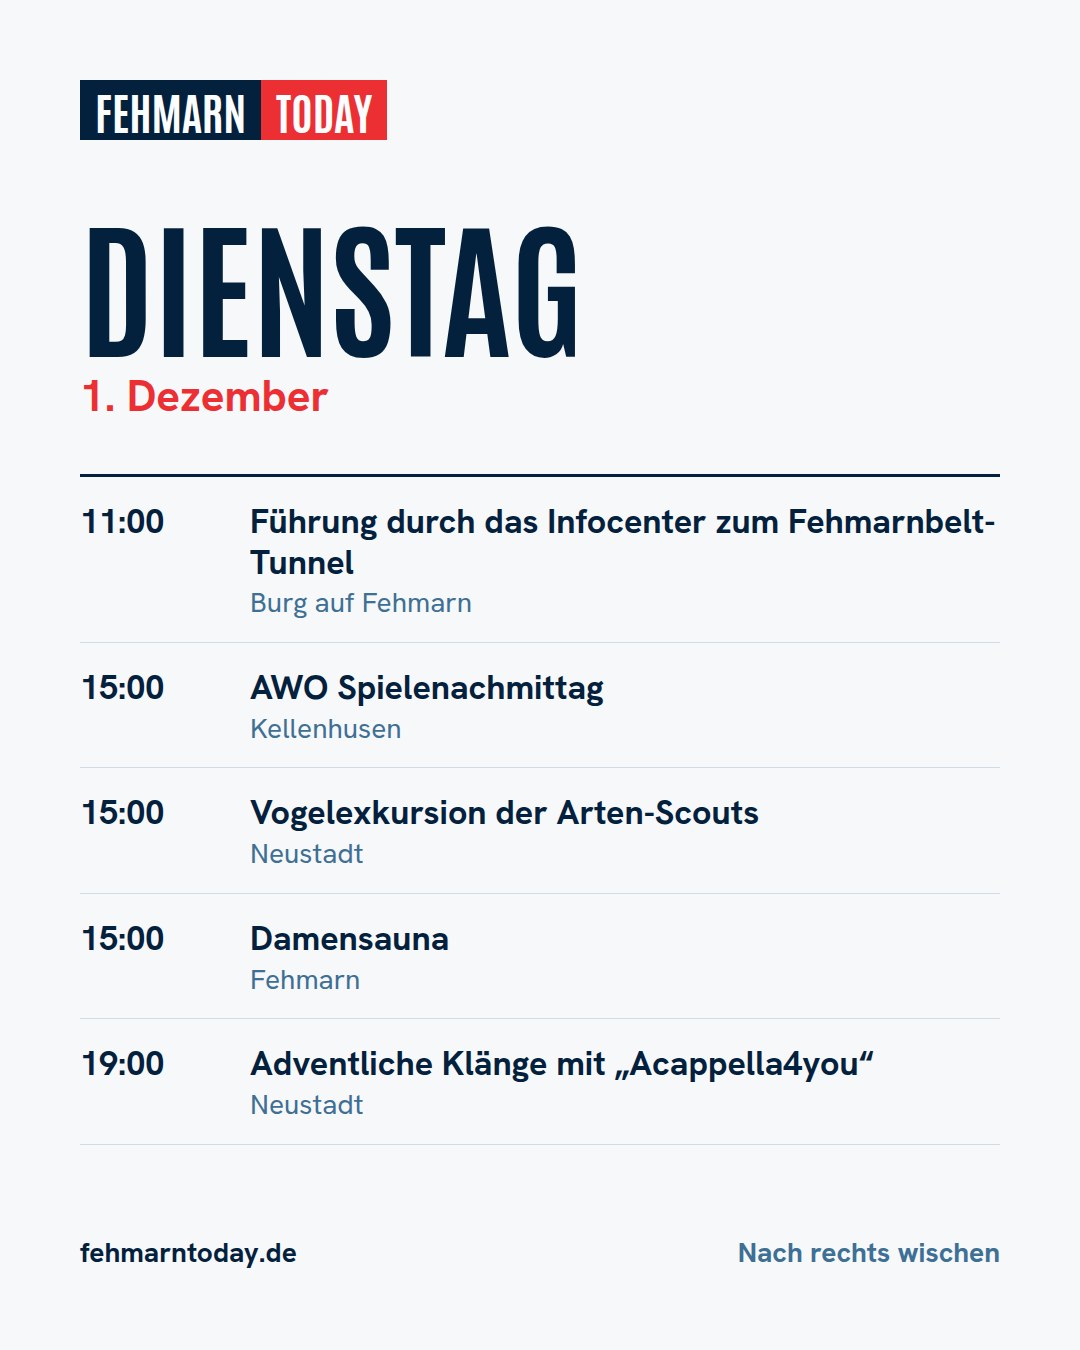 FEHMARN TODAY
DIENSTAG
1. Dezember
11:00 Führung durch das Infocenter zum Fehmarnbelt-
Tunnel
Burg auf Fehmarn
15:00 AWO Spielenachmittag
Kellenhusen
15:00 Vogelexkursion der Arten-Scouts
Neustadt
15:00 Damensauna
Fehmarn
19:00 Adventliche Klänge mit „Acappella4you“
Neustadt
fehmarntoday.de Nach rechts wischen